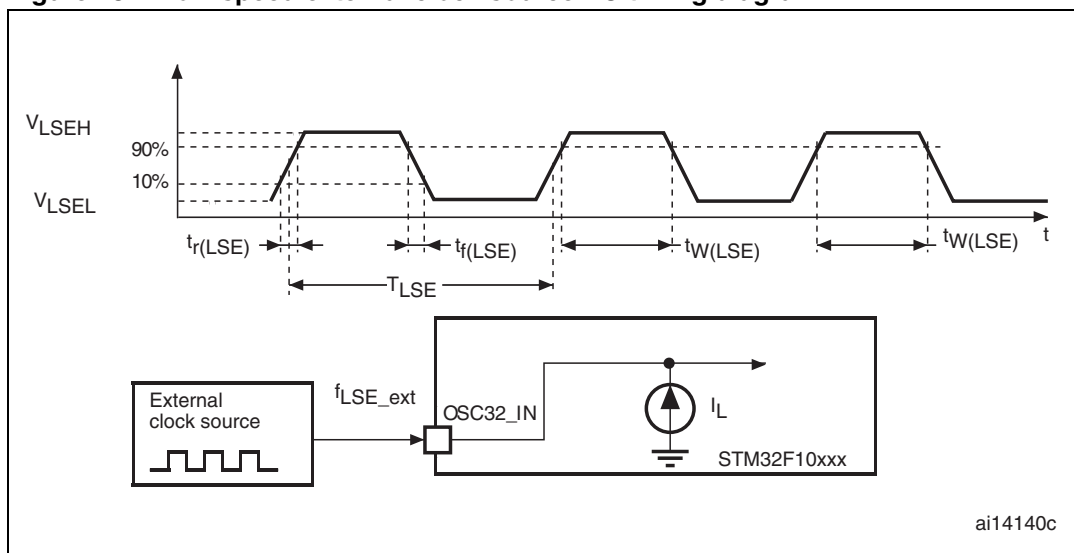 VLSEH
90%
10%
VLSEL
tr(LSE)
tf(LSE)
tW(LSE)
tW(LSE)
t
TLSE
External
clock source
fLSE_ext
OSC32_IN
IL
STM32F10xxx
ai14140c